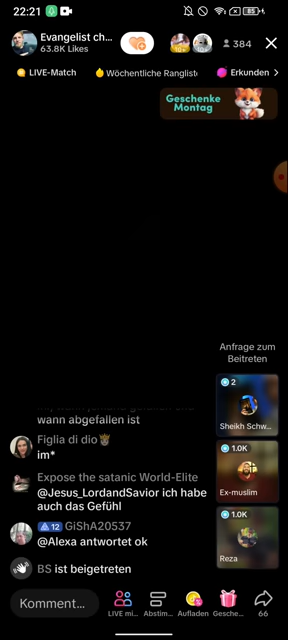 22:21
85
Evangelist ch...
63.8K Likes
10+
384
LIVE-Match
Wöchentliche Ranglist
Erkunden
Geschenke
Montag
Anfrage zum
Beitreten
2
Sheikh Schw...
wann abgefallen ist
Figlia di dio
im*
Expose the satanic World-Elite
@Jesus_LordandSavior ich habe
auch das Gefühl
1.0K
Ex-muslim
12 GiShA20537
@Alexa antwortet ok
1.0K
Reza
BS ist beigetreten
Komment...
LIVE mi...
Abstim...
Aufladen
Gesche...
66